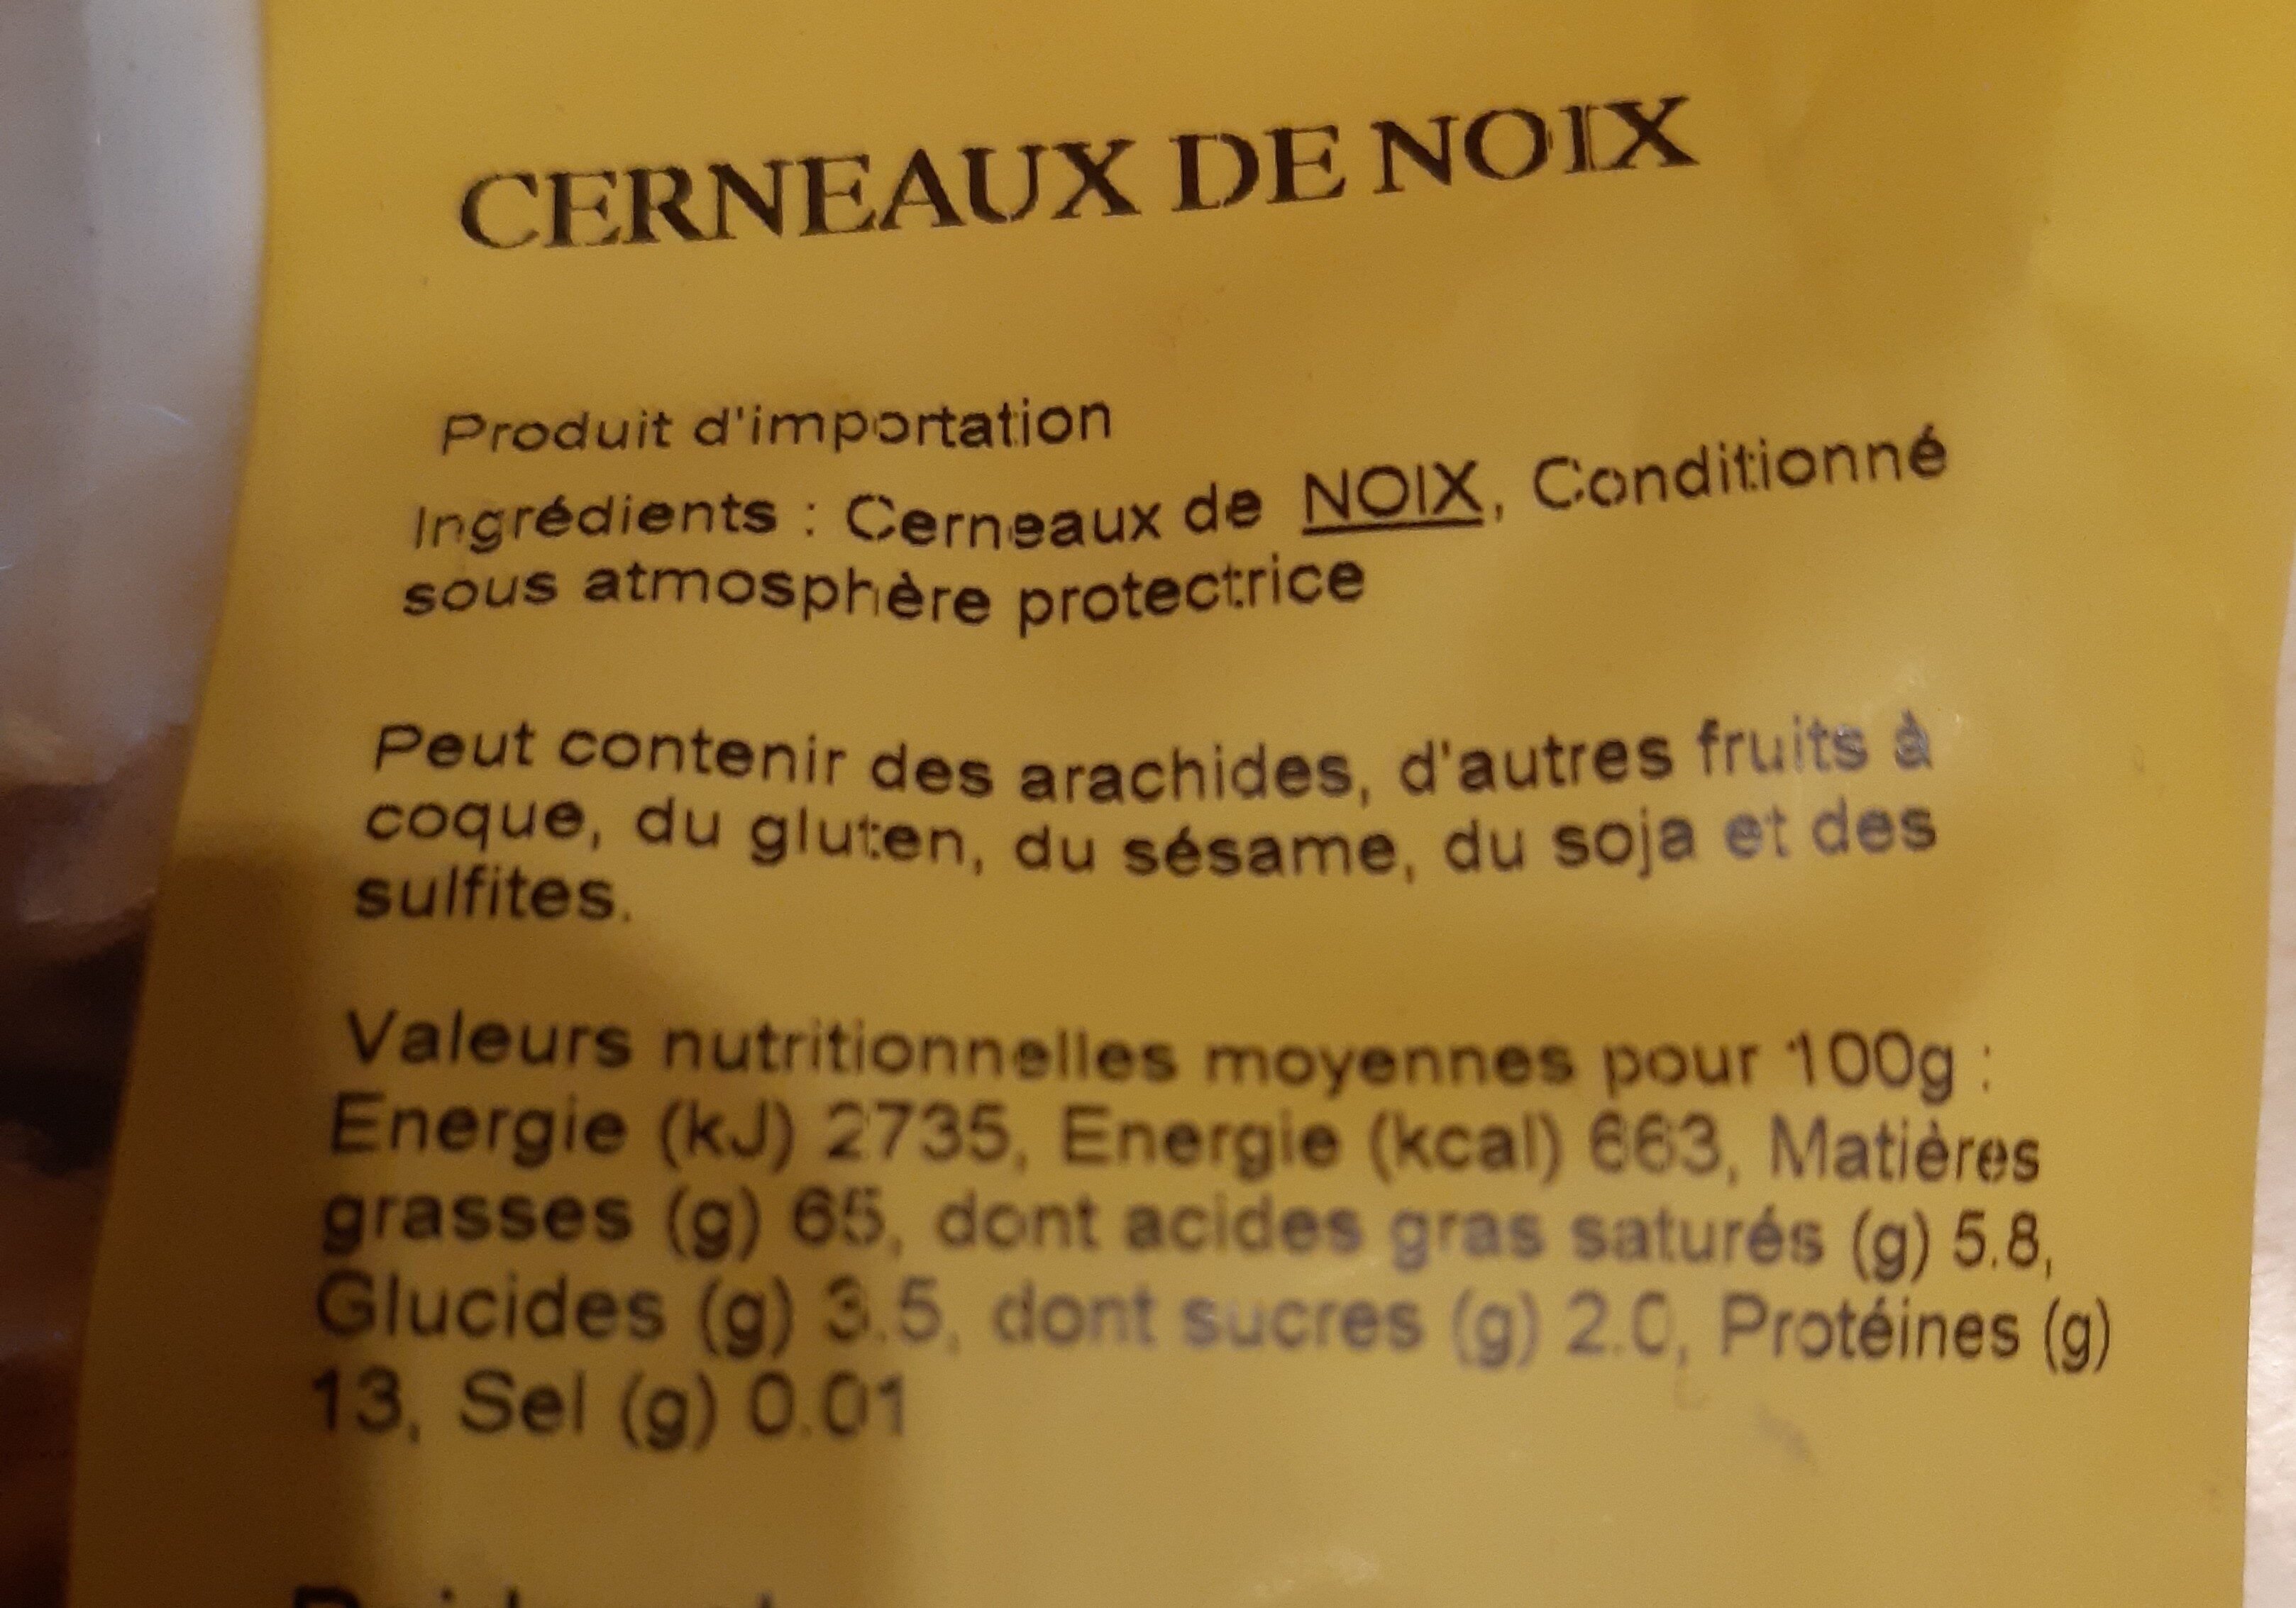 CERNEAUX DE NOIX
Produit d'importation
Ingrédients : Cerneaux de NOIX, Conditionné
sous atmosphère protectrice
Peut contenir des arachides, d'autres fruits à
coque, du gluten, du sésame, du soja et des
sulfites.
Valeurs nutritionnelles moyennes pour 100g :
Energie (kJ) 2735, Energie (kcal) 663, Matières
grasses (g) 65, dont acides gras saturés (g) 5.8,
Glucides (g) 3.5, dont sucres (g) 2.0, Protéines (g)
13, Sel (g) 0.01